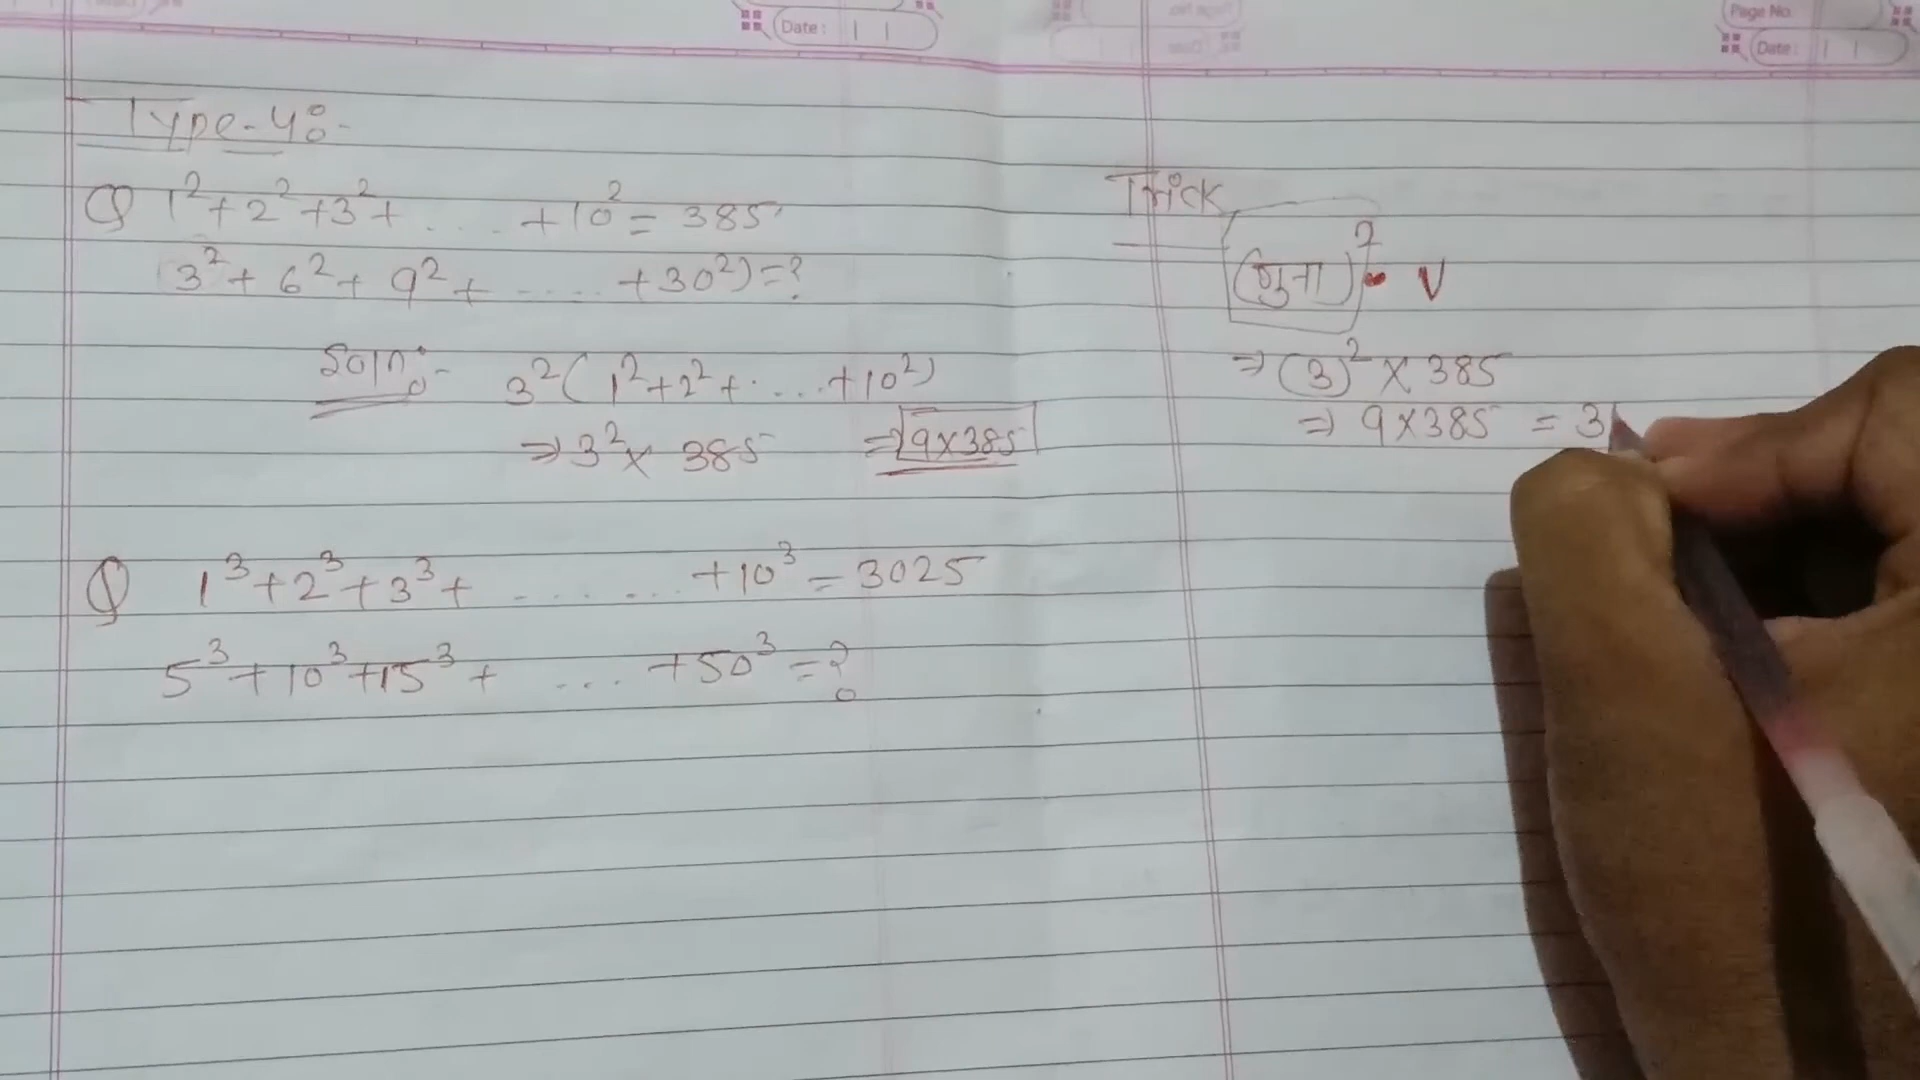 Date :
Page No.
Date :
Type-4:-
Q 1²+2²+3²+ ..... +10² = 385
3²+6²+9²+ ..... +30²)=?
Soln:- 3²(1²+2²+.....+10²)
⇒ 3²× 385 = 9×385
Q 1³+2³+3³+ ...... +10³ = 3025
5³+10³+15³+ ..... +50³ =?
Trick
(गुना)² V
⇒ (3)² × 385
⇒ 9×385 = 3